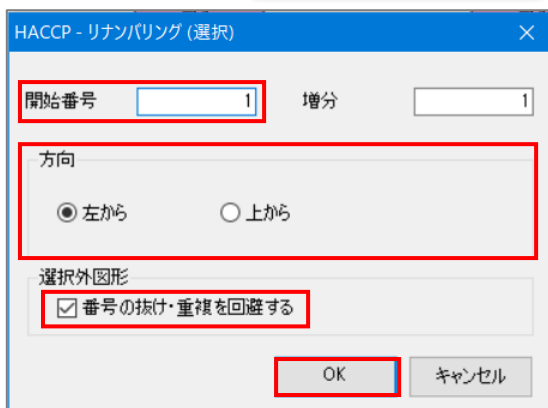 HACCP - リナンバリング (選択)
開始番号 1 増分 1
方向
左から 上から
選択外図形
番号の抜け・重複を回避する
OK キャンセル